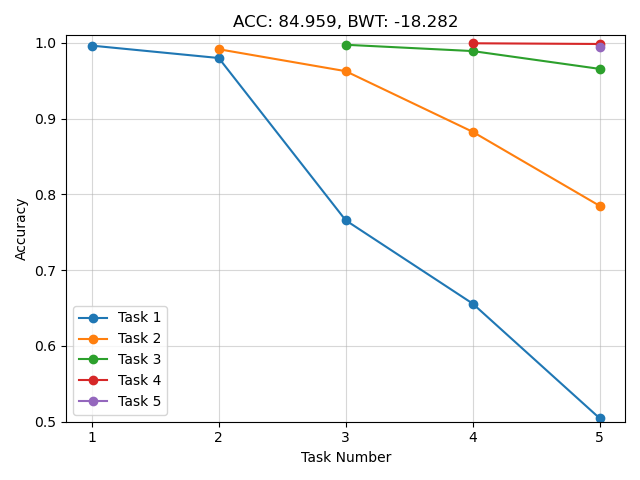 ACC: 84.959, BWT: -18.282
1.0
0.9
0.8
0.7
0.6
0.5
Accuracy
Task 1
Task 2
Task 3
Task 4
Task 5
1 2 3 4 5
Task Number